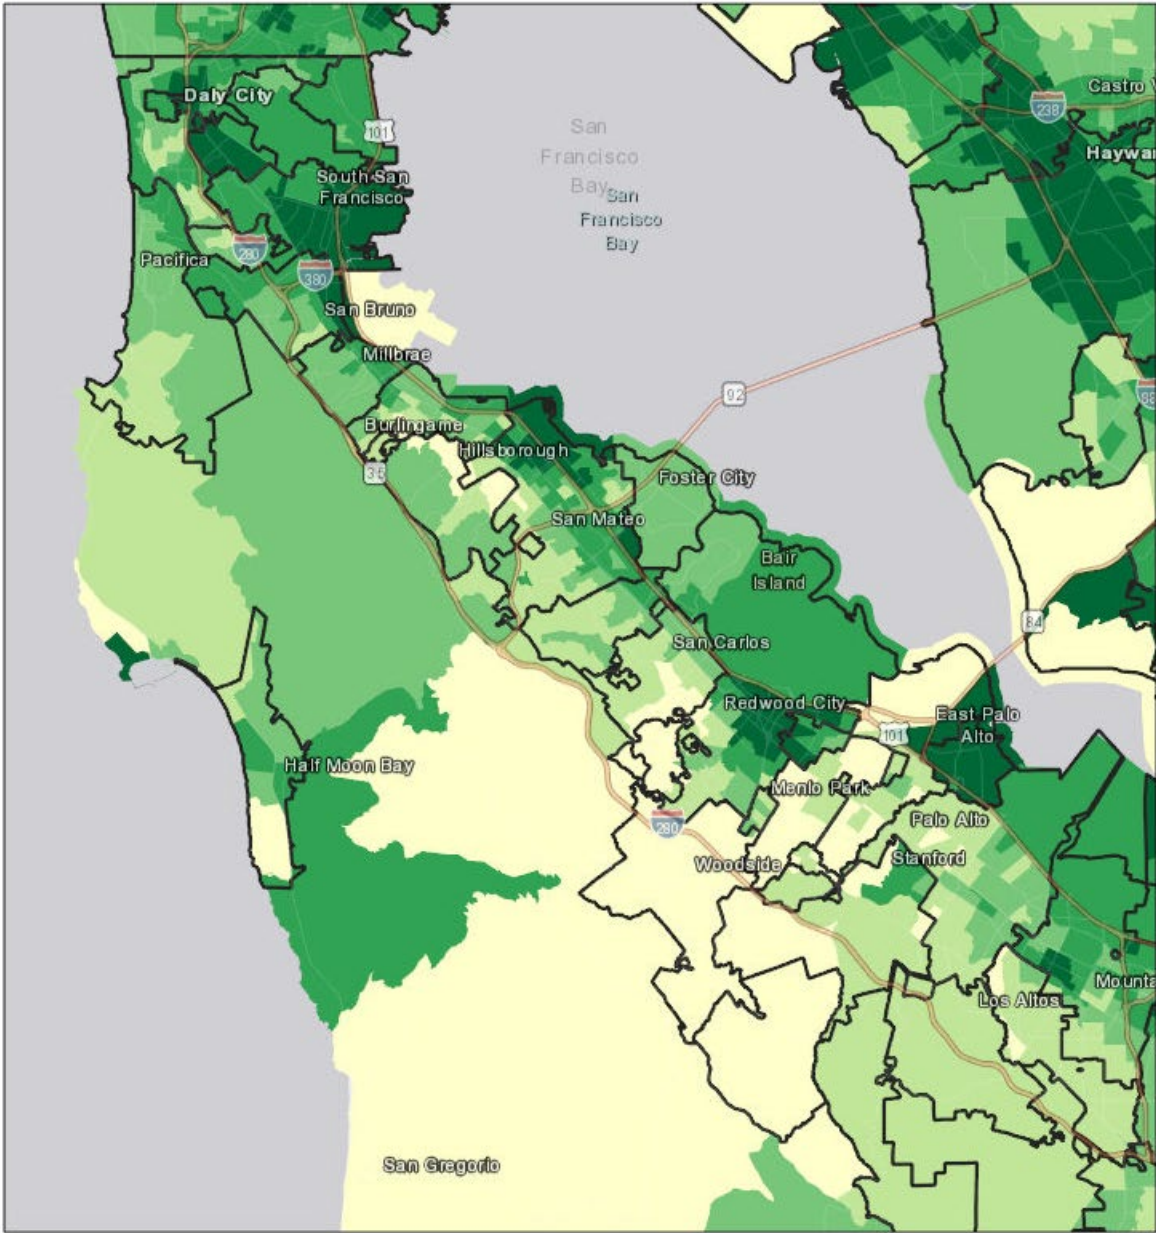 238
Castro
Daly City
101
San
Francisco
Bay
Haywar
South San
Francisco
San
Francisco
Bay
280
Pacifica
380
San Bruno
Millbrae
92
88
Burlingame
Hillsborough
35
Foster City
San Mateo
Bair
Island
84
San Carlos
Redwood City
East Palo
Alto
101
Half Moon Bay
Menlo Park
280
Palo Alto
Woodside
Stanford
Los Altos
Mounta
San Gregorio